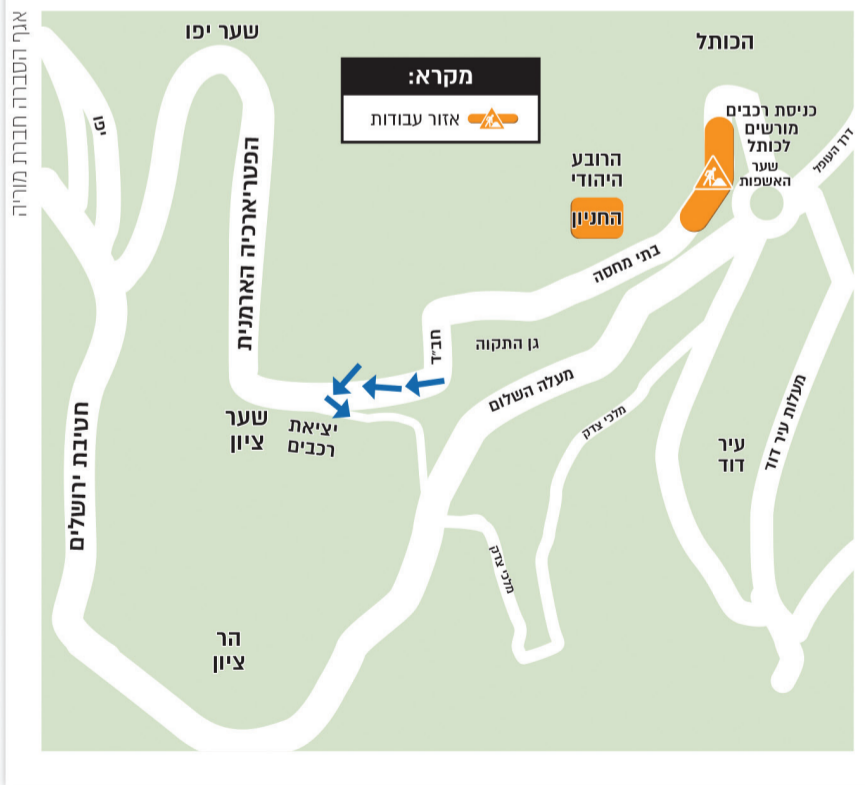 אגף הסברה חברת מוריה
שער יפו
הכותל
מקרא:
אזור עבודות
כניסת רכבים
מורשים
לכותל
שער
האשפות
דרך העופל
יפו
הפטריארכיה הארמנית
הרובע
היהודי
החניון
בתי מחסה
חב״ד
גן התקוה
מעלה השלום
מלכי צדק
שער
ציון
יציאת
רכבים
עיר
דוד
מעלות עיר דוד
חטיבת ירושלים
מלכי צדק
הר
ציון